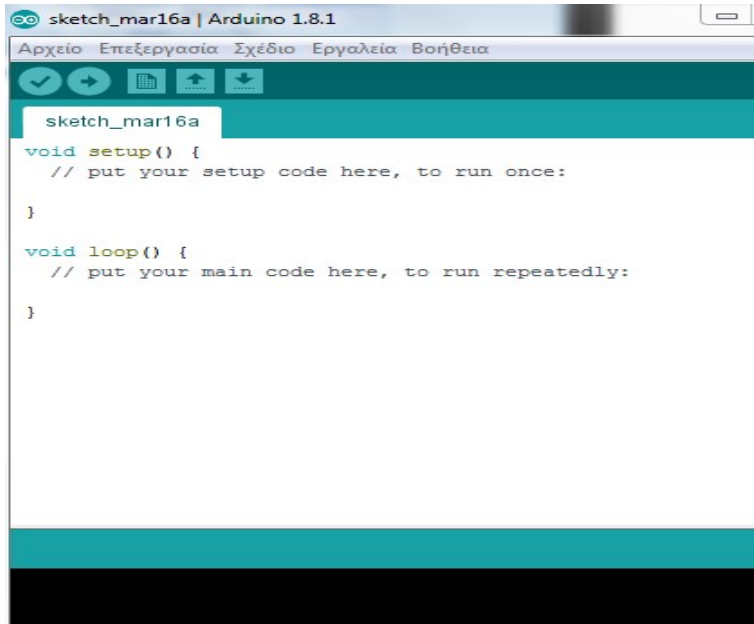 sketch_mar16a | Arduino 1.8.1
Αρχείο Επεξεργασία Σχέδιο Εργαλεία Βοήθεια
sketch_mar16a
void setup() {
  // put your setup code here, to run once:
}
void loop() {
  // put your main code here, to run repeatedly:
}